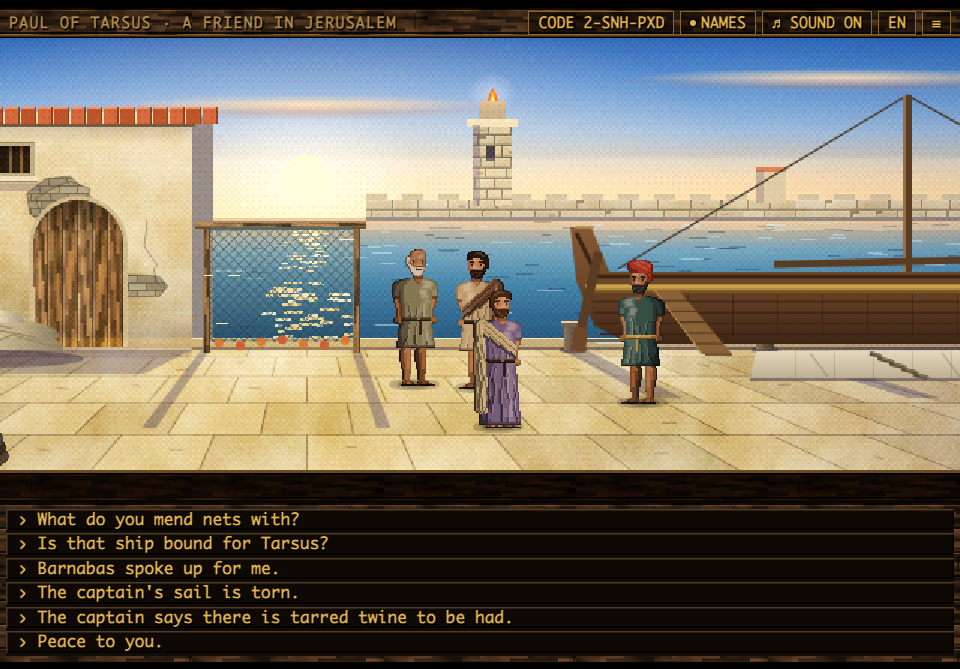 PAUL OF TARSUS · A FRIEND IN JERUSALEM
CODE 2-SNH-PXD
• NAMES
♬ SOUND ON
EN
≡
› What do you mend nets with?
› Is that ship bound for Tarsus?
› Barnabas spoke up for me.
› The captain's sail is torn.
› The captain says there is tarred twine to be had.
› Peace to you.